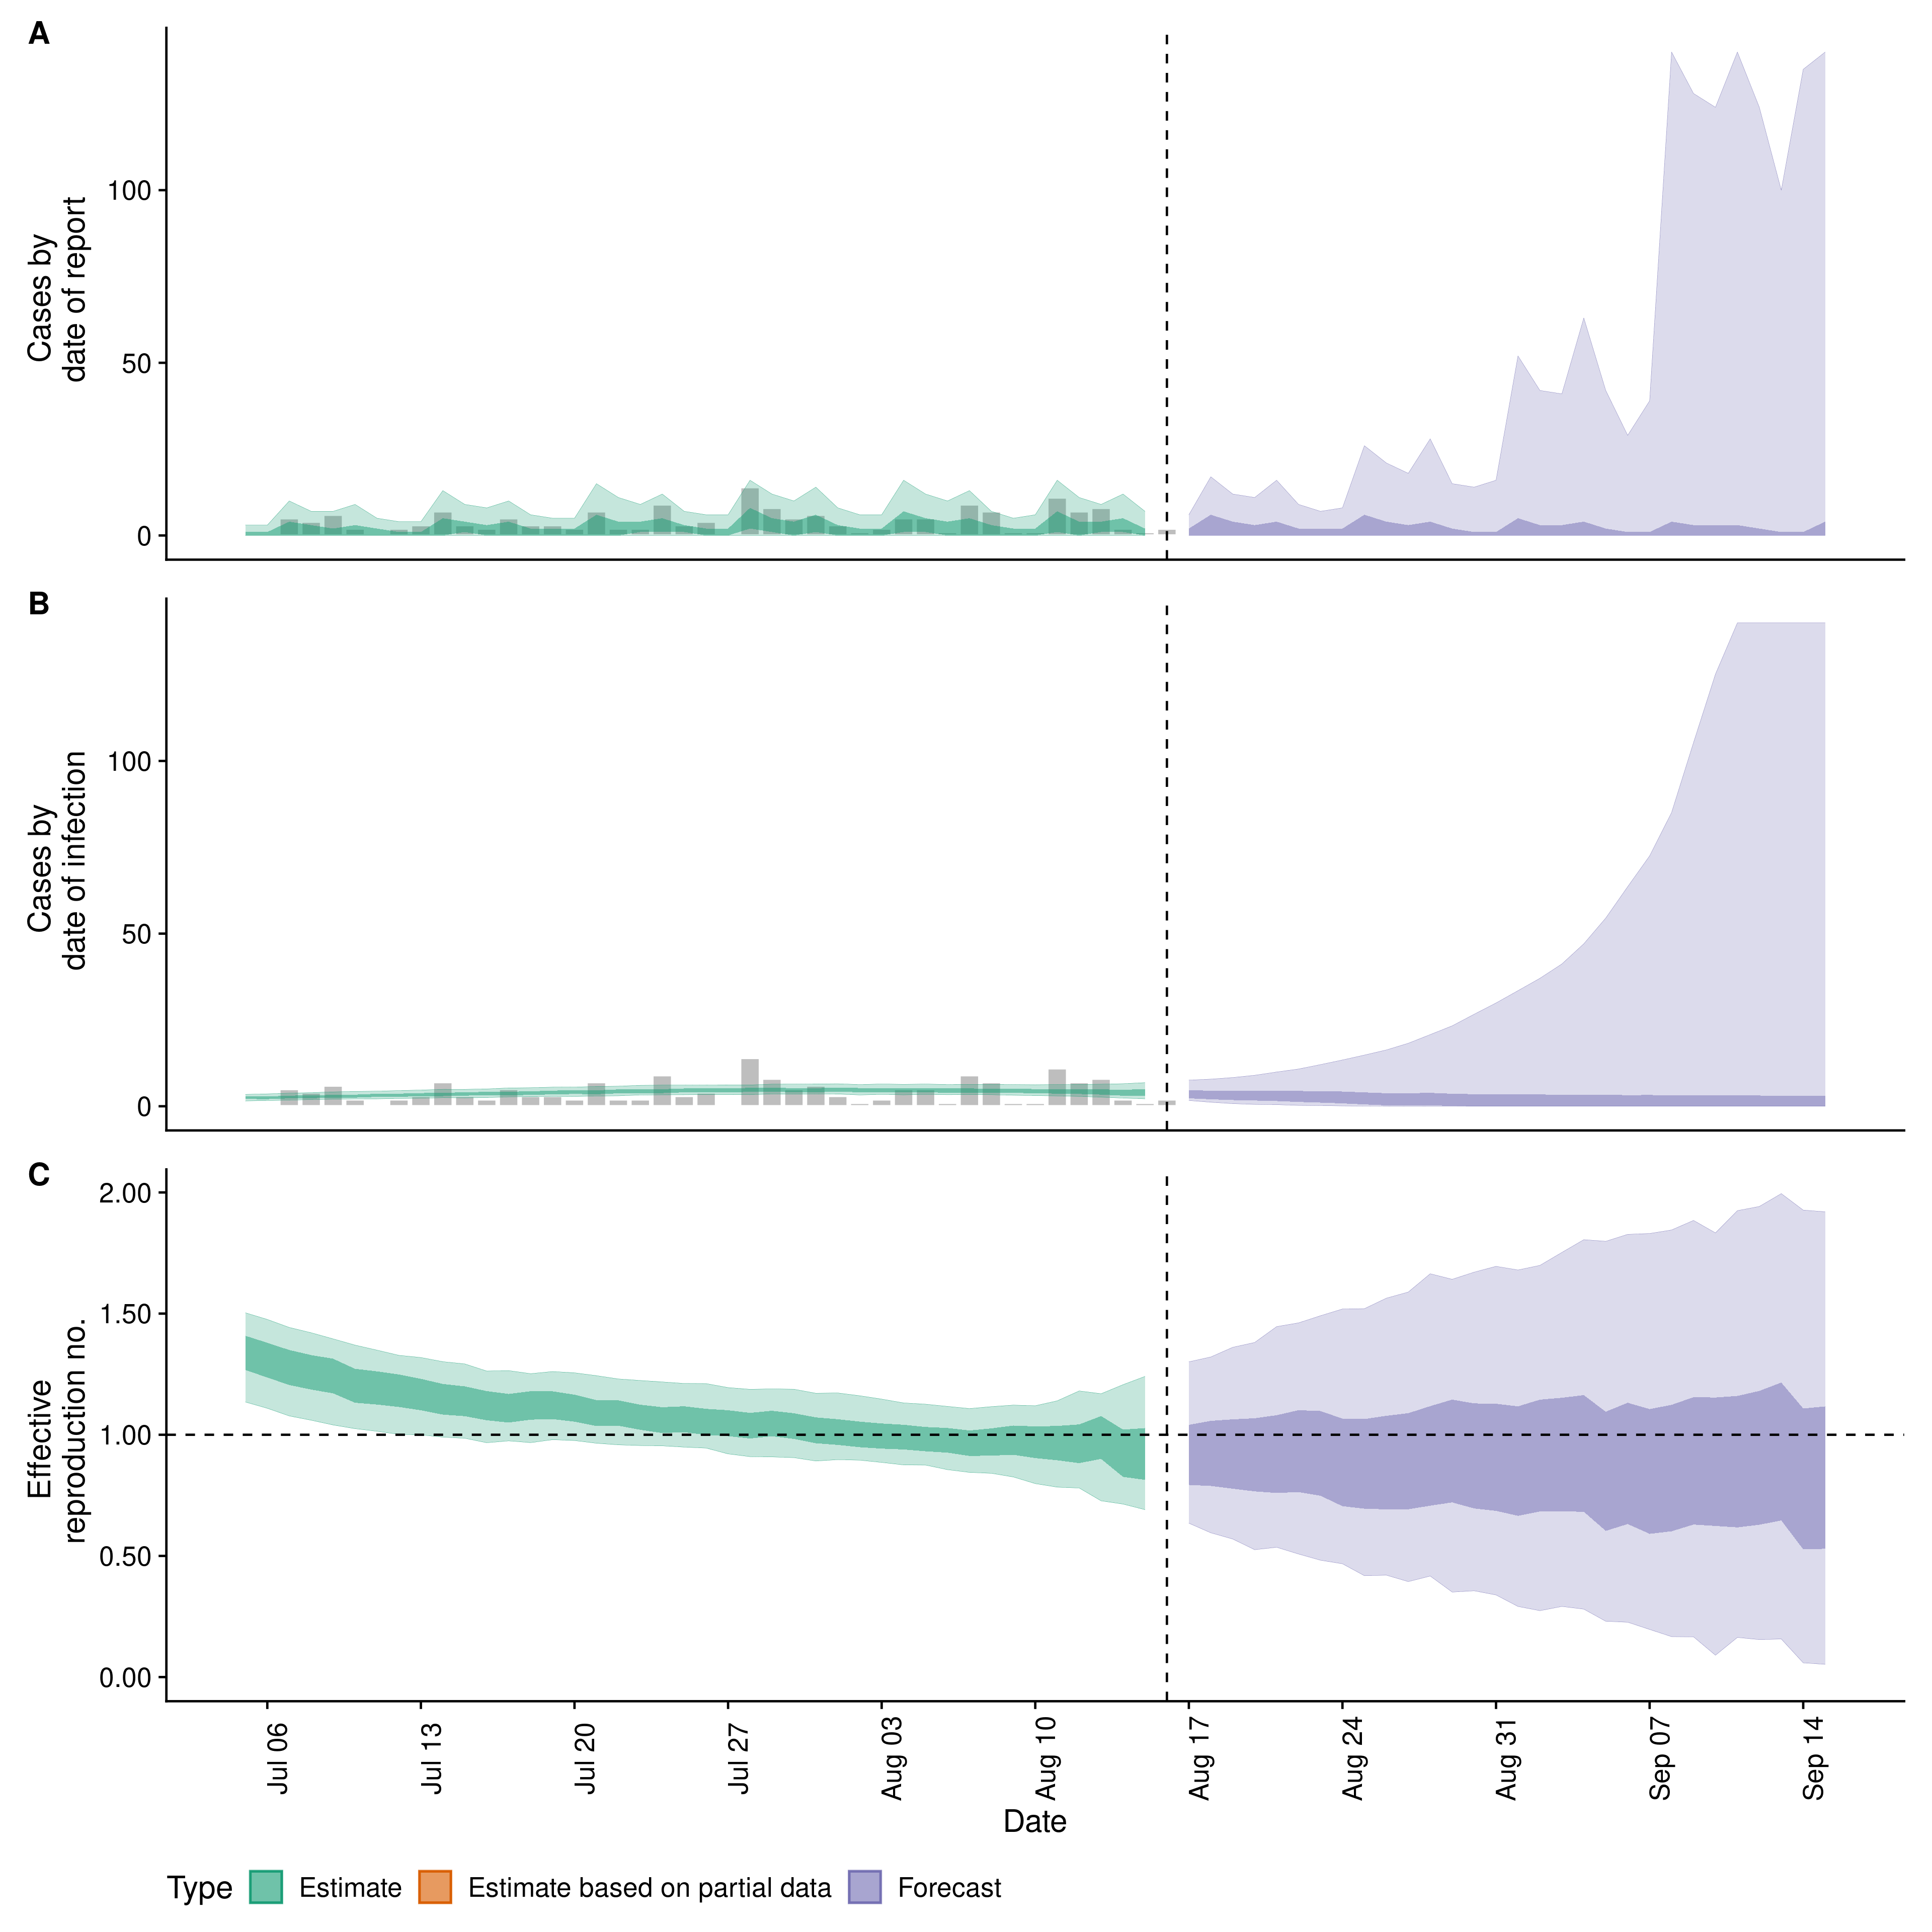 A
Cases by
date of report
100
50
0
B
Cases by
date of infection
100
50
0
C
Effective
reproduction no.
2.00
1.50
1.00
0.50
0.00
Jul 06
Jul 13
Jul 20
Jul 27
Aug 03
Aug 10
Aug 17
Aug 24
Aug 31
Sep 07
Sep 14
Date
Type Estimate Estimate based on partial data Forecast